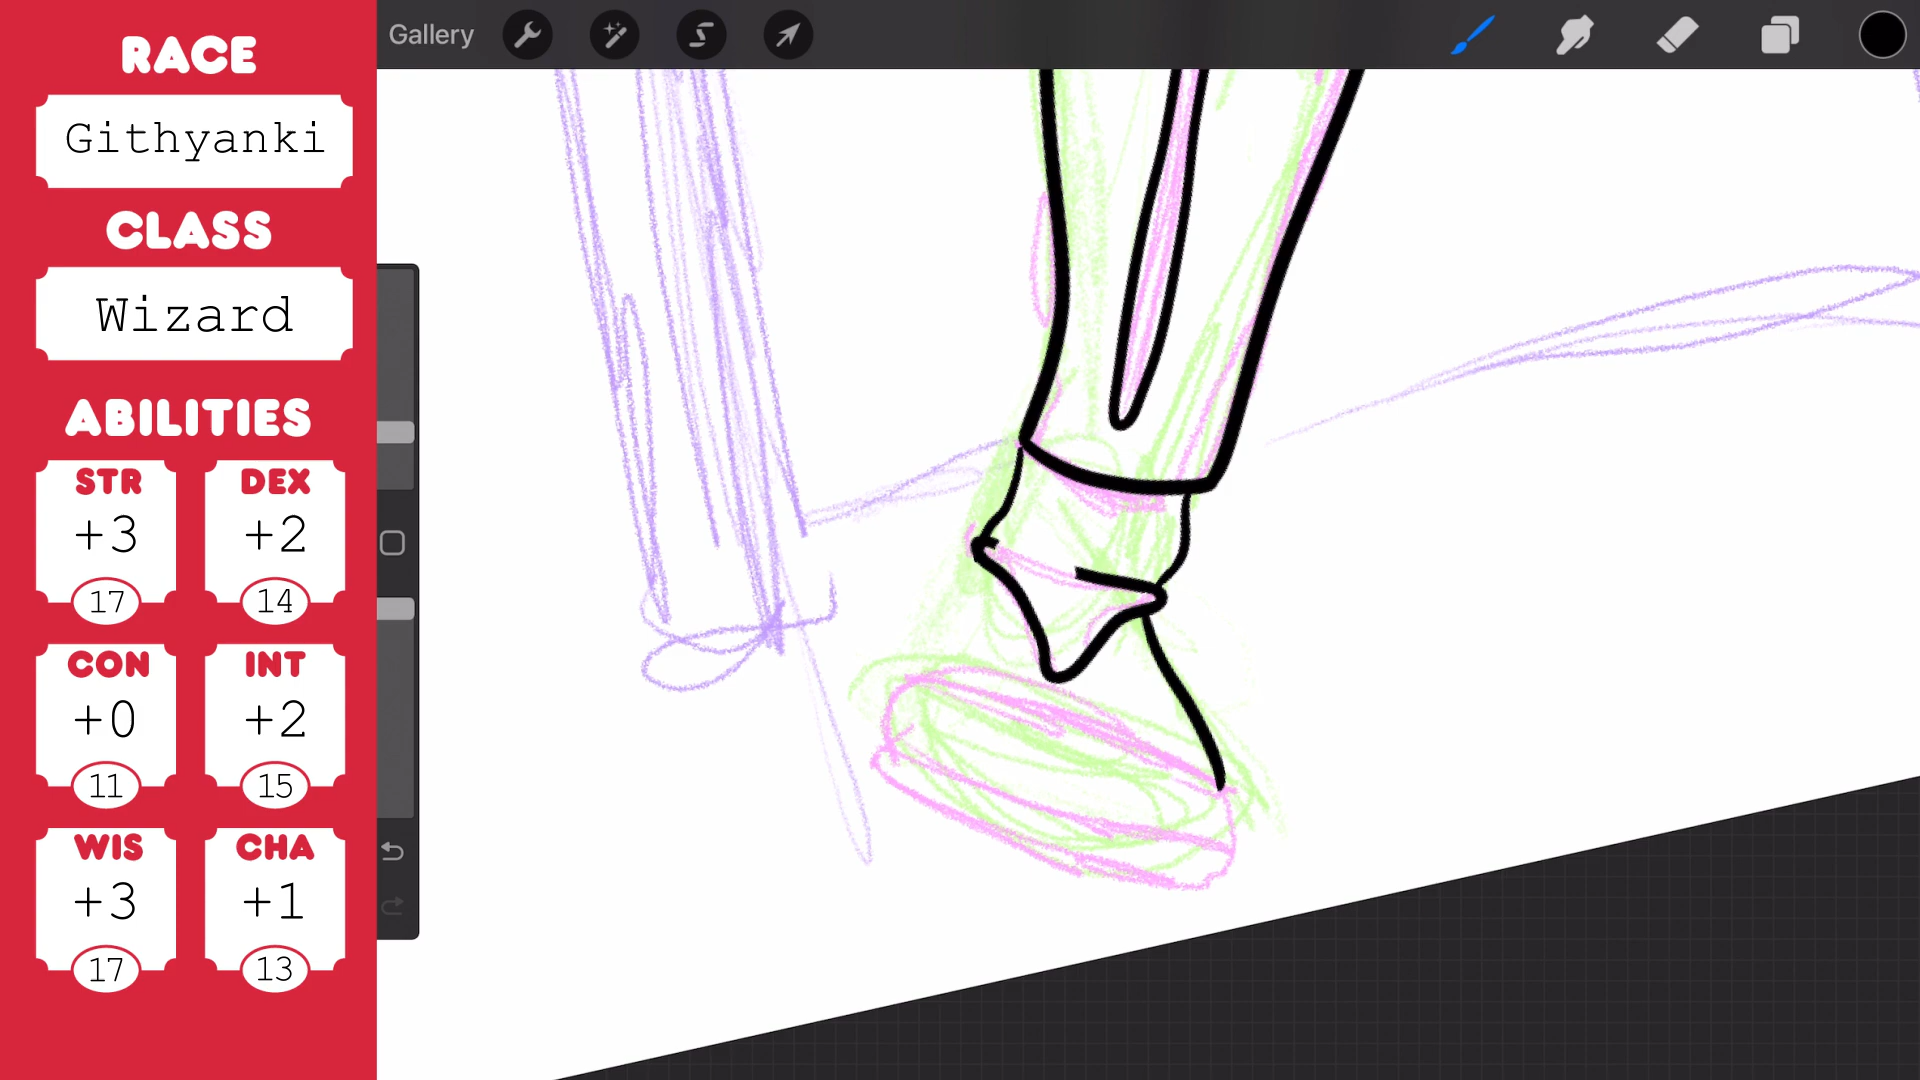 RACE
Githyanki
CLASS
Wizard
ABILITIES
STR
+3
17
DEX
+2
14
CON
+0
11
INT
+2
15
WIS
+3
17
CHA
+1
13
Gallery